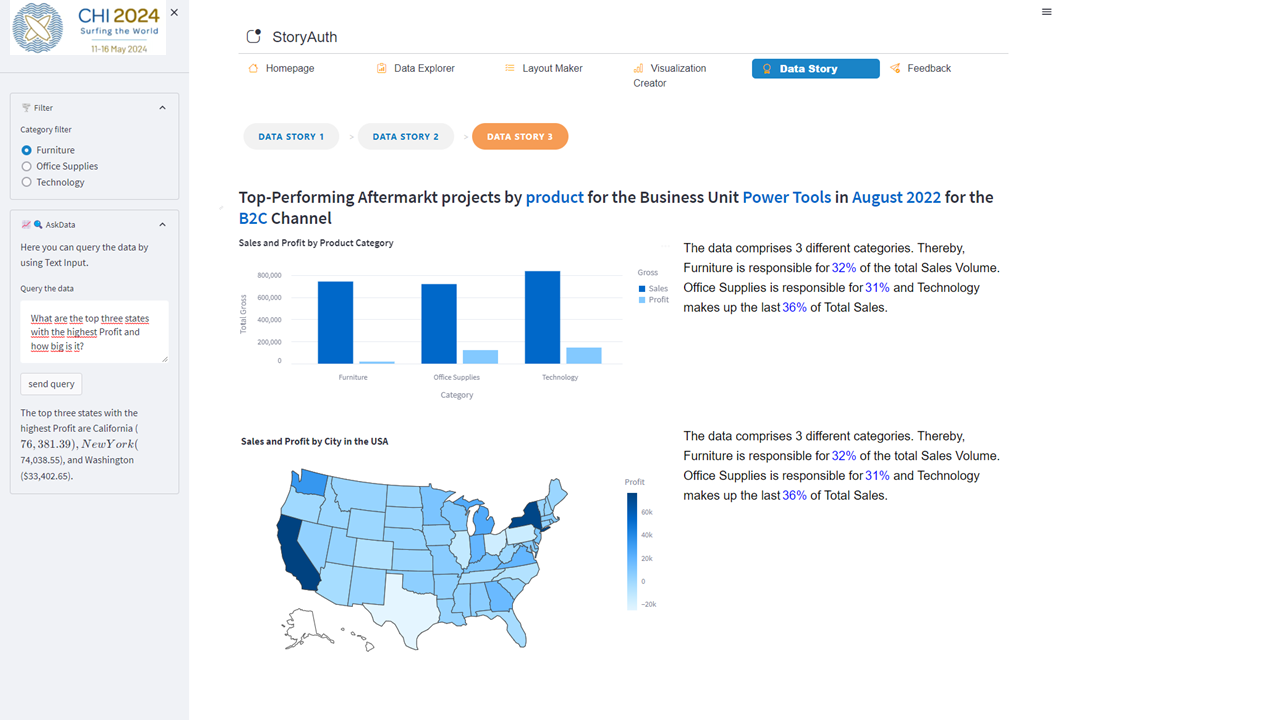 CHI 2024
Surfing the World
11-16 May 2024
Filter
Category filter
Furniture
Office Supplies
Technology
AskData
Here you can query the data by
using Text Input.
Query the data
What are the top three states
with the highest Profit and
how big is it?
send query
The top three states with the
highest Profit are California (
76, 381.39), NewYork(
74,038.55), and Washington
($33,402.65).
StoryAuth
Homepage
Data Explorer
Layout Maker
Visualization
Creator
Data Story
Feedback
DATA STORY 1 > DATA STORY 2 > DATA STORY 3
Top-Performing Aftermarkt projects by product for the Business Unit Power Tools in August 2022 for the
B2C Channel
Sales and Profit by Product Category
800,000
600,000
400,000
200,000
0
Total Gross
Furniture
Office Supplies
Technology
Category
Gross
Sales
Profit
The data comprises 3 different categories. Thereby,
Furniture is responsible for 32% of the total Sales Volume.
Office Supplies is responsible for 31% and Technology
makes up the last 36% of Total Sales.
Sales and Profit by City in the USA
Profit
60k
40k
20k
0
−20k
The data comprises 3 different categories. Thereby,
Furniture is responsible for 32% of the total Sales Volume.
Office Supplies is responsible for 31% and Technology
makes up the last 36% of Total Sales.